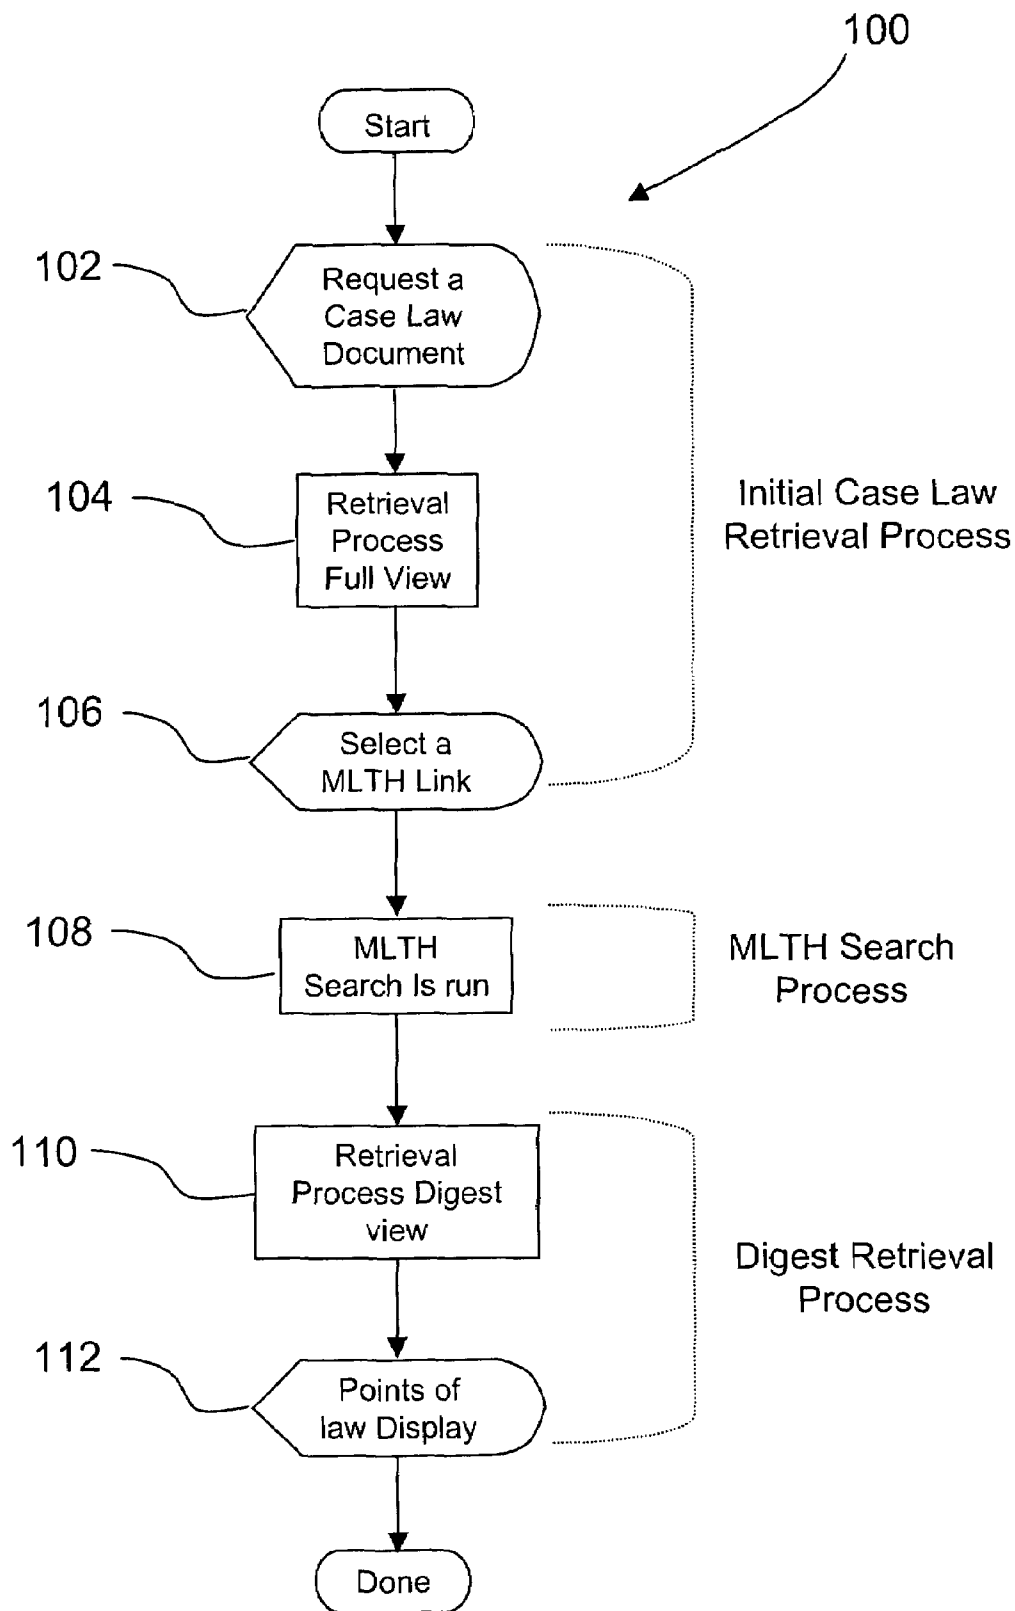 100
Start
102
Request a
Case Law
Document
104
Retrieval
Process
Full View
Initial Case Law
Retrieval Process
106
Select a
MLTH Link
108
MLTH
Search Is run
MLTH Search
Process
110
Retrieval
Process Digest
view
Digest Retrieval
Process
112
Points of
law Display
Done